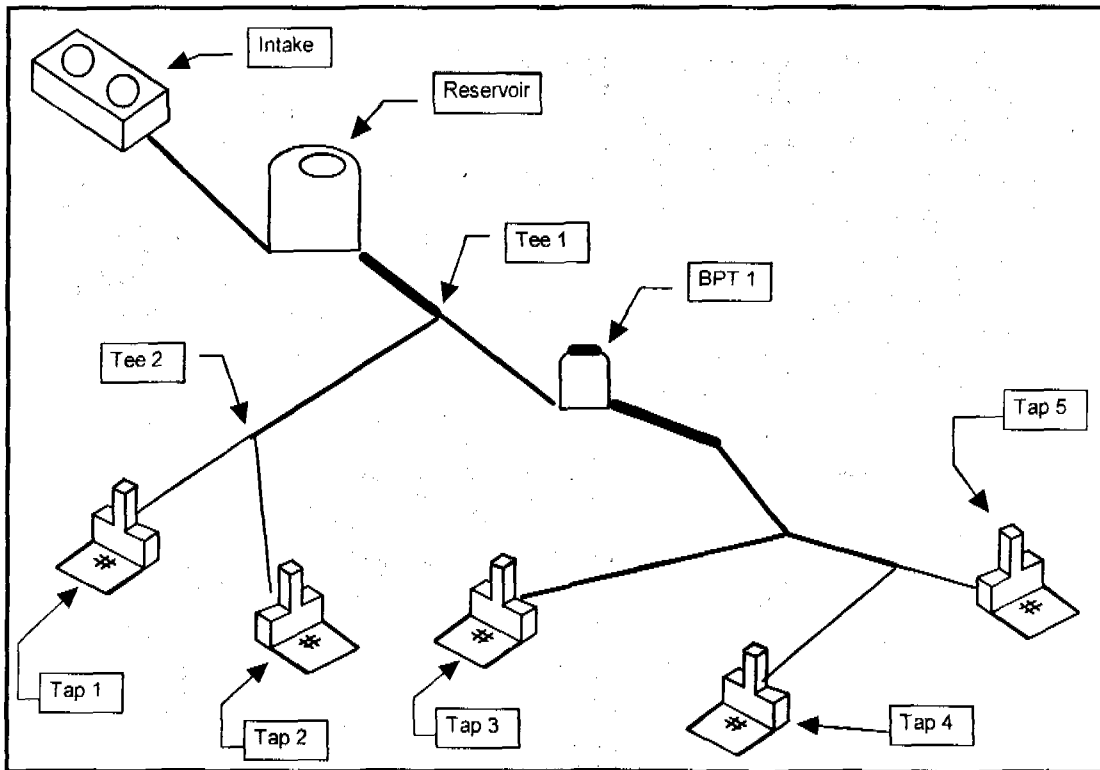 Intake
Reservoir
Tee 1
BPT 1
Tee 2
Tap 5
Tap 1
Tap 2
Tap 3
Tap 4